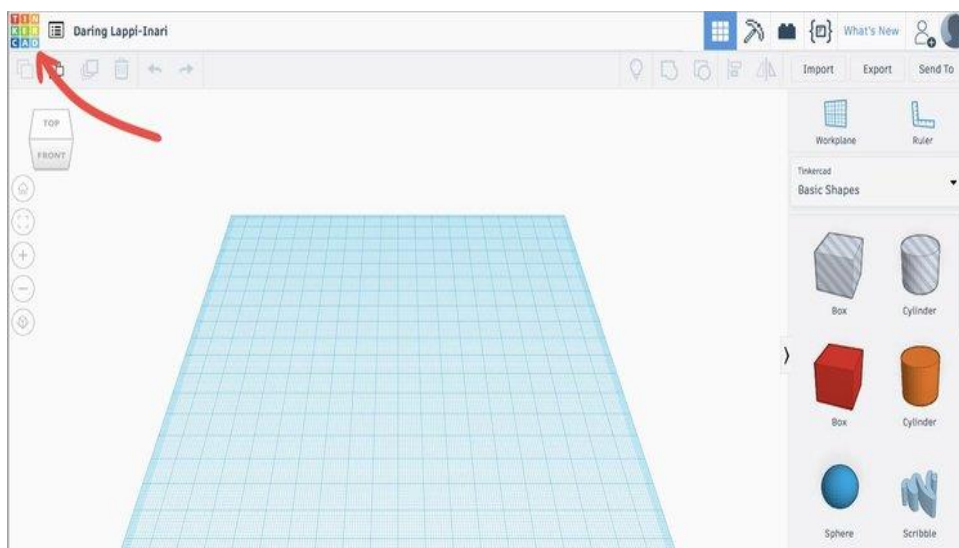 TIN
KER
CAD
Daring Lappi-Inari
What's New
Import
Export
Send To
TOP
FRONT
Workplane
Ruler
Tinkercad
Basic Shapes
Box
Cylinder
Box
Cylinder
Sphere
Scribble